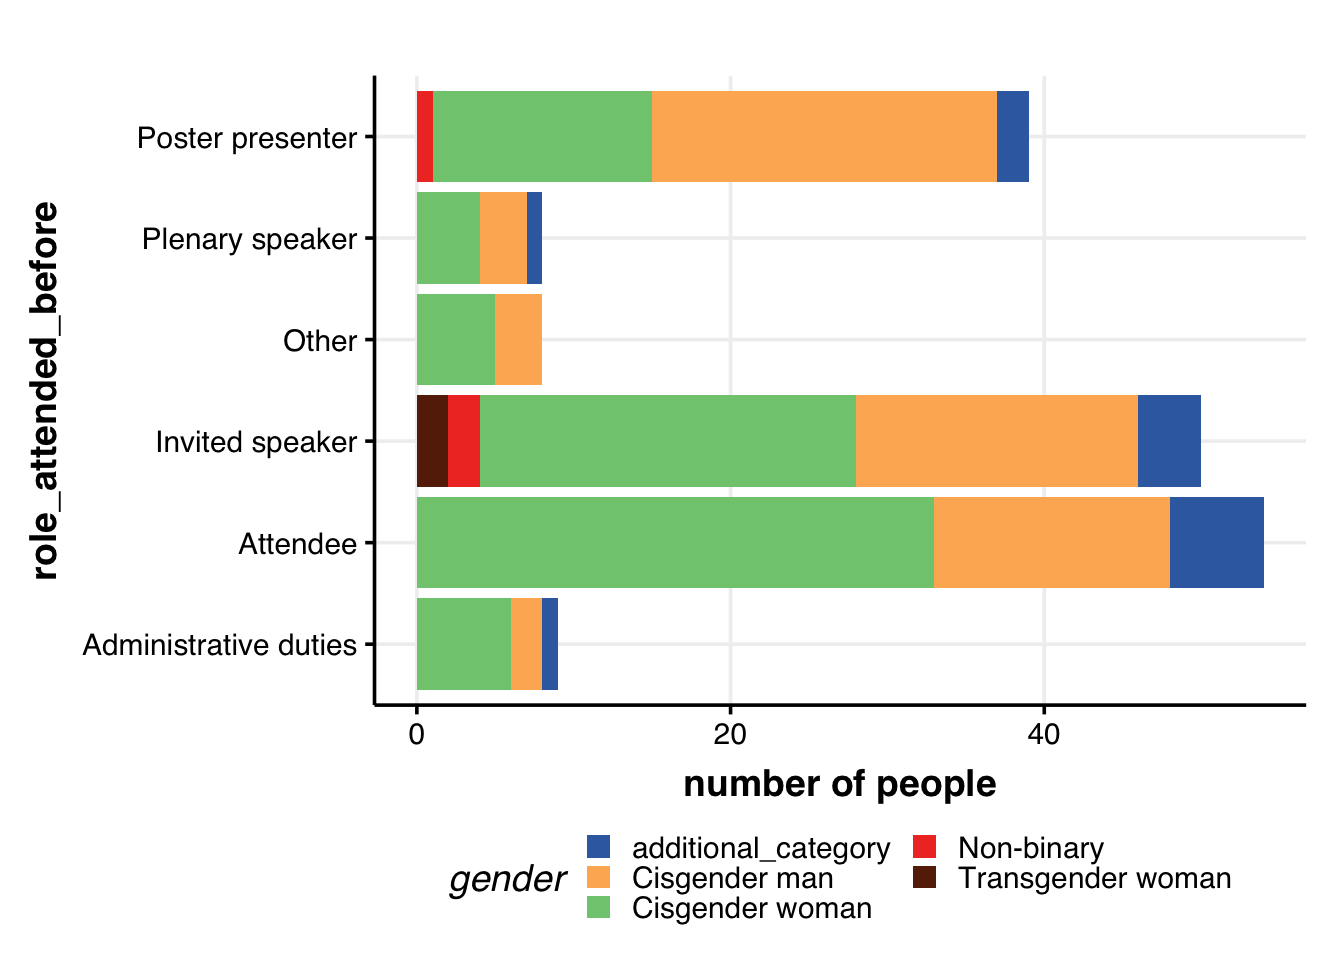 role_attended_before
Poster presenter
Plenary speaker
Other
Invited speaker
Attendee
Administrative duties
0 20 40
number of people
gender
additional_category
Cisgender man
Cisgender woman
Non-binary
Transgender woman